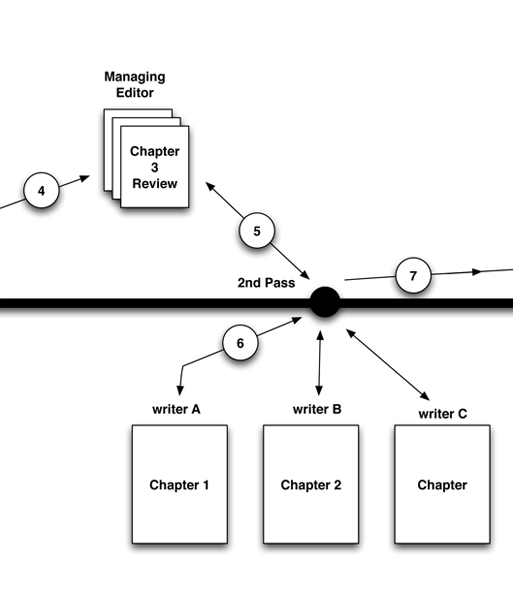 Managing
Editor
Chapter
3
Review
4
5
2nd Pass
7
6
writer A
writer B
writer C
Chapter 1
Chapter 2
Chapter